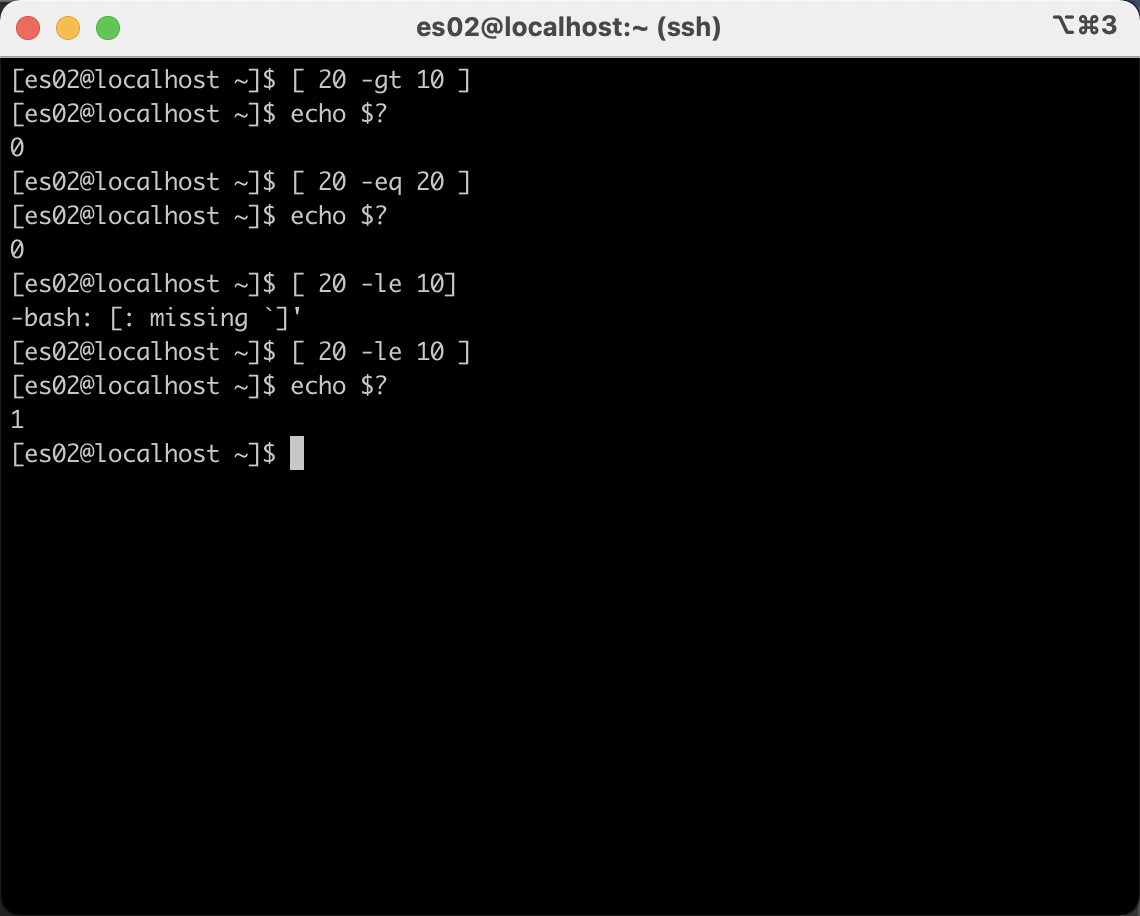 es02@localhost:~ (ssh)
⌥⌘3
[es02@localhost ~]$ [ 20 -gt 10 ]
[es02@localhost ~]$ echo $?
0
[es02@localhost ~]$ [ 20 -eq 20 ]
[es02@localhost ~]$ echo $?
0
[es02@localhost ~]$ [ 20 -le 10]
-bash: [: missing `]'
[es02@localhost ~]$ [ 20 -le 10 ]
[es02@localhost ~]$ echo $?
1
[es02@localhost ~]$